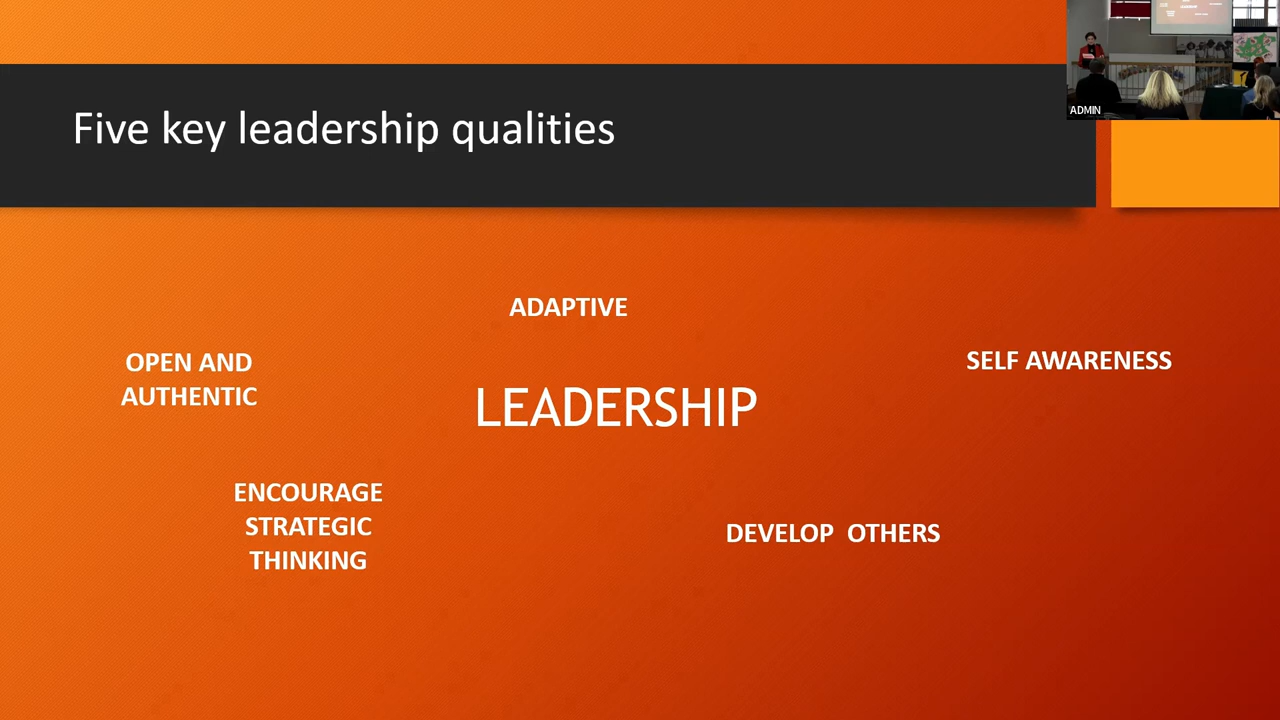 Five key leadership qualities
ADMIN
ADAPTIVE
OPEN AND
AUTHENTIC
SELF AWARENESS
LEADERSHIP
ENCOURAGE
STRATEGIC
THINKING
DEVELOP  OTHERS